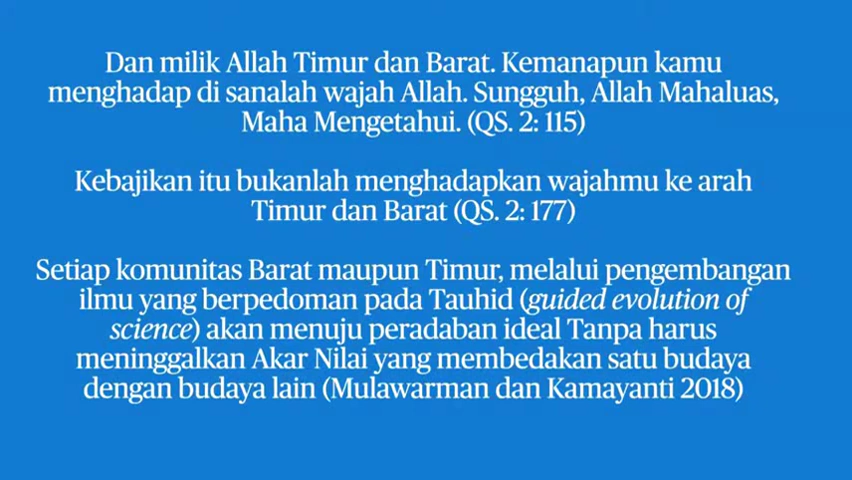 Dan milik Allah Timur dan Barat. Kemanapun kamu
menghadap di sanalah wajah Allah. Sungguh, Allah Mahaluas,
Maha Mengetahui. (QS. 2: 115)
Kebajikan itu bukanlah menghadapkan wajahmu ke arah
Timur dan Barat (QS. 2: 177)
Setiap komunitas Barat maupun Timur, melalui pengembangan
ilmu yang berpedoman pada Tauhid (guided evolution of
science) akan menuju peradaban ideal Tanpa harus
meninggalkan Akar Nilai yang membedakan satu budaya
dengan budaya lain (Mulawarman dan Kamayanti 2018)